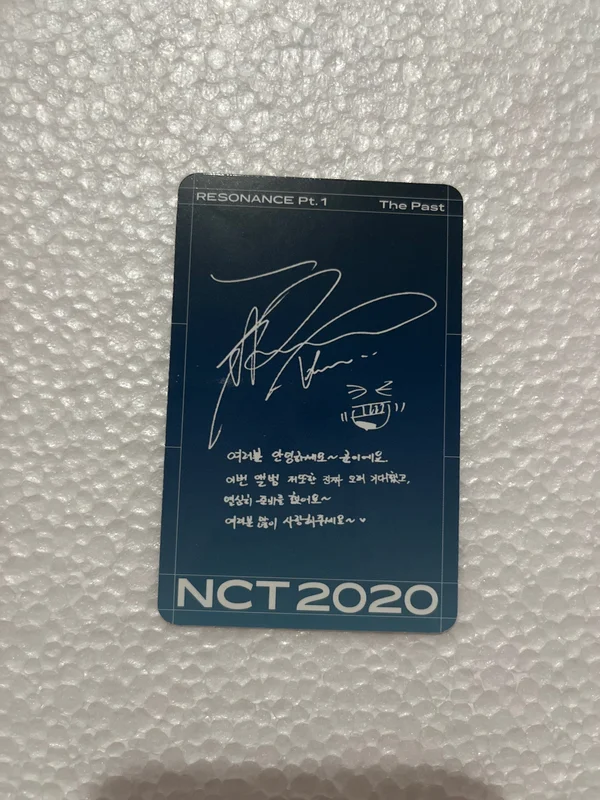 RESONANCE Pt. 1
The Past
여러분 안녕하세요~ 쿤이에요.
이번 앨범 저또한 진짜 오래 기대했고,
열심히 준비를 했어요~
여러분 많이 사랑해주세요~ ♥
NCT 2020